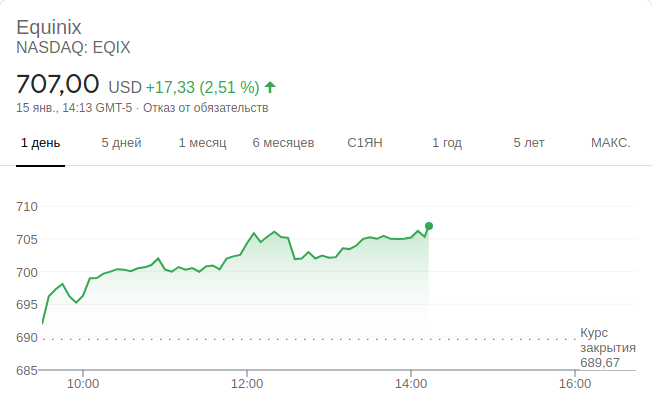 Equinix
NASDAQ: EQIX
707,00 USD +17,33 (2,51 %)
15 янв., 14:13 GMT-5 · Отказ от обязательств
1 день 5 дней 1 месяц 6 месяцев С1ЯН 1 год 5 лет МАКС.
710
705
700
695
690
685
Курс
закрытия
689,67
10:00 12:00 14:00 16:00